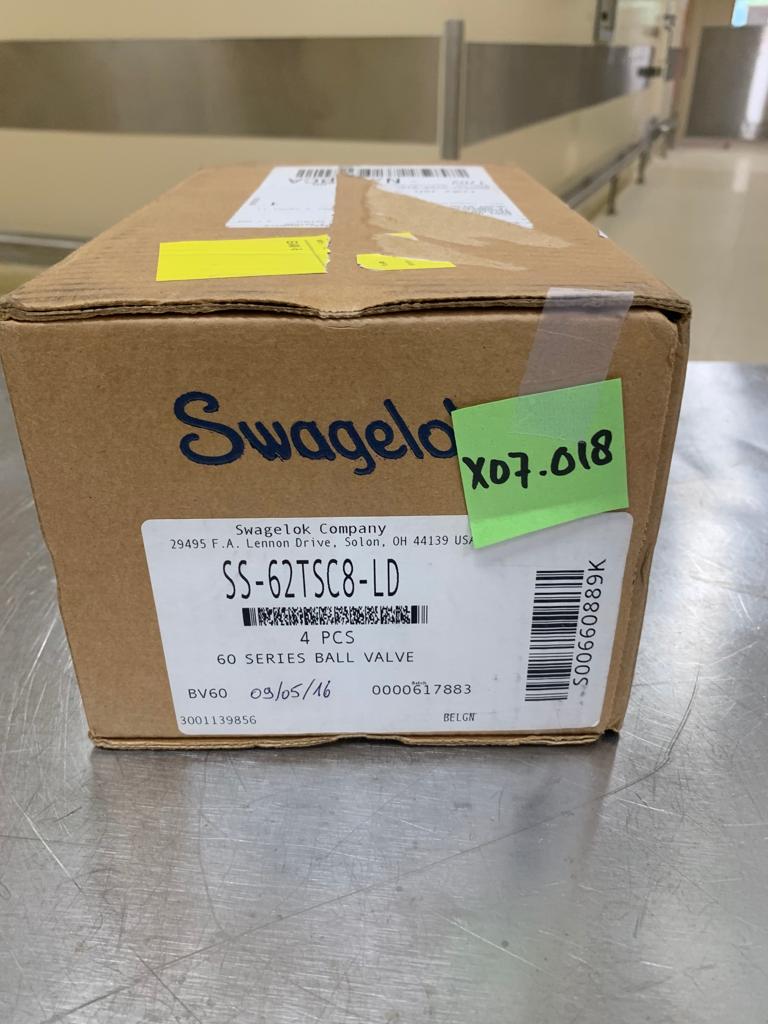 Swagelo
X07.018
Swagelok Company
29495 F.A. Lennon Drive, Solon, OH 44139 USA
SS-62TSC8-LD
4 PCS
60 SERIES BALL VALVE
BV60 09/05/16 0000617883
3001139856 BELGN
S00660889K